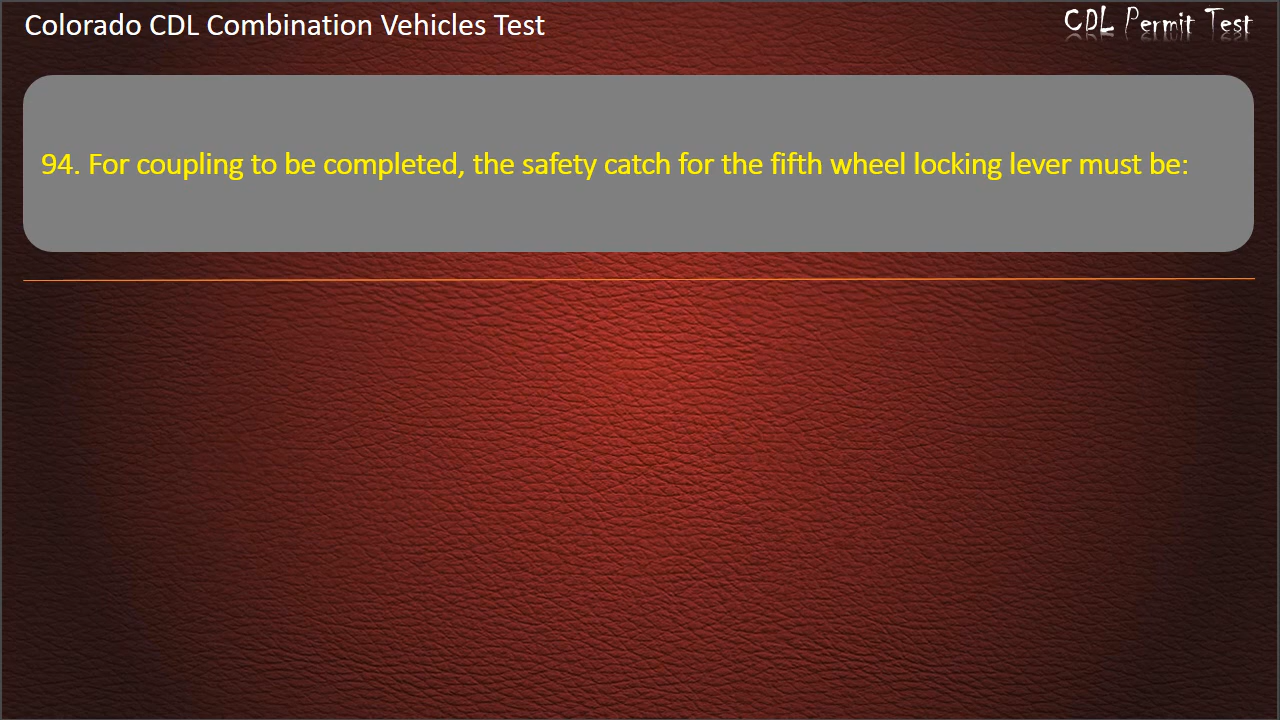 Colorado CDL Combination Vehicles Test
CDL Permit Test
94. For coupling to be completed, the safety catch for the fifth wheel locking lever must be: